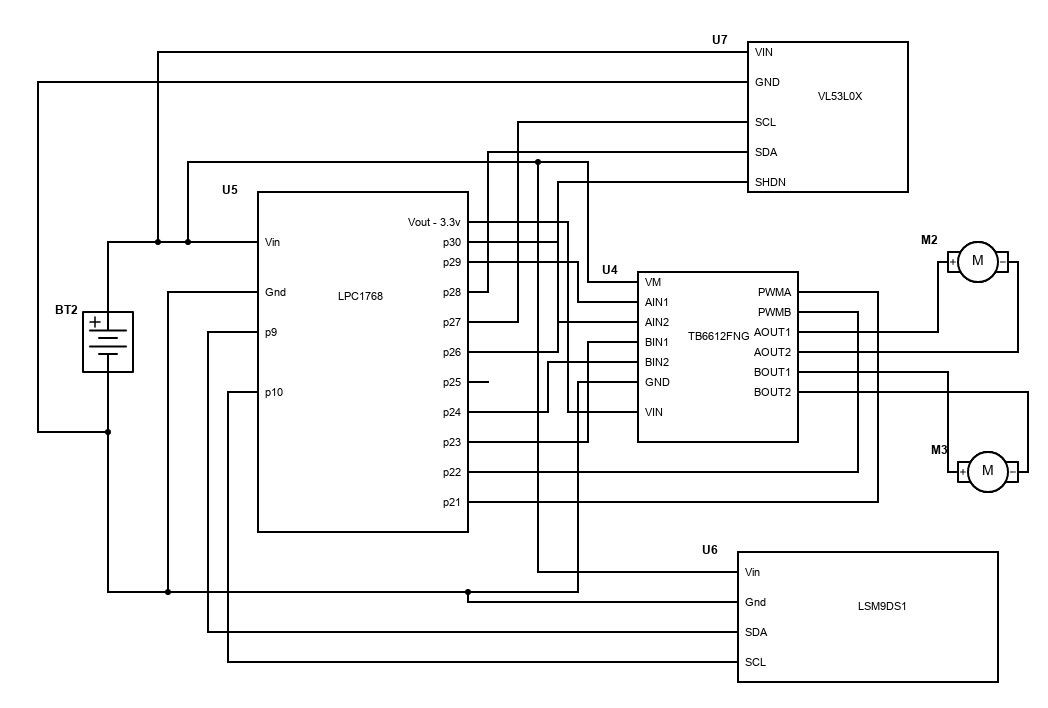 U7
VIN
GND
VL53L0X
SCL
SDA
SHDN
U5
Vout - 3.3v
Vin
p30
p29
Gnd
LPC1768
p28
p9
p27
p26
p25
p10
p24
p23
p22
p21
BT2
+
U4
VM
AIN1
AIN2
BIN1
BIN2
GND
VIN
TB6612FNG
PWMA
PWMB
AOUT1
AOUT2
BOUT1
BOUT2
M2
+ M −
M3
+ M −
U6
Vin
Gnd
LSM9DS1
SDA
SCL